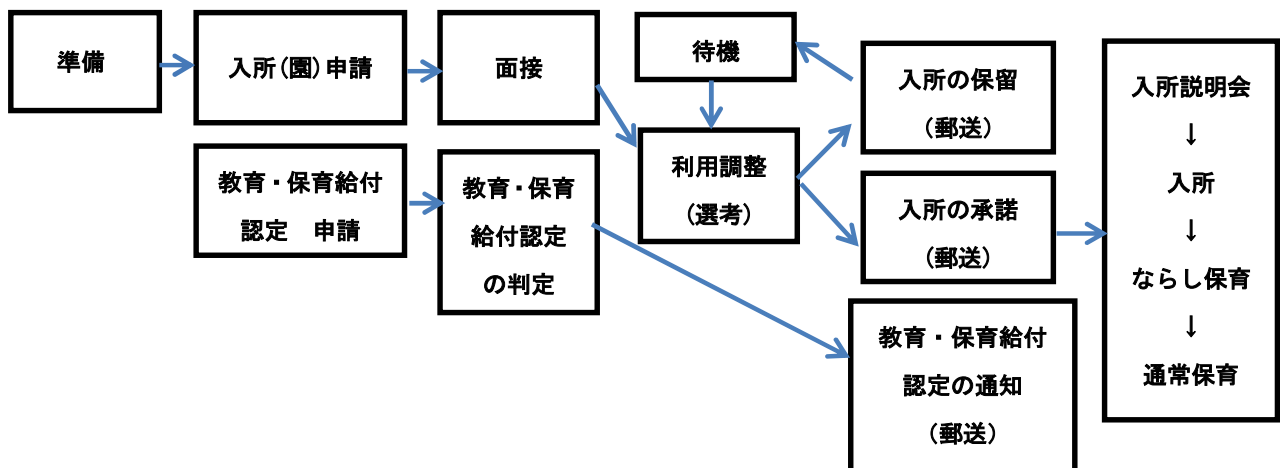 準備
入所(園)申請
面接
教育・保育給付
認定　申請
教育・保育
給付認定
の判定
待機
利用調整
(選考)
入所の保留
(郵送)
入所の承諾
(郵送)
教育・保育給付
認定の通知
(郵送)
入所説明会
↓
入所
↓
ならし保育
↓
通常保育